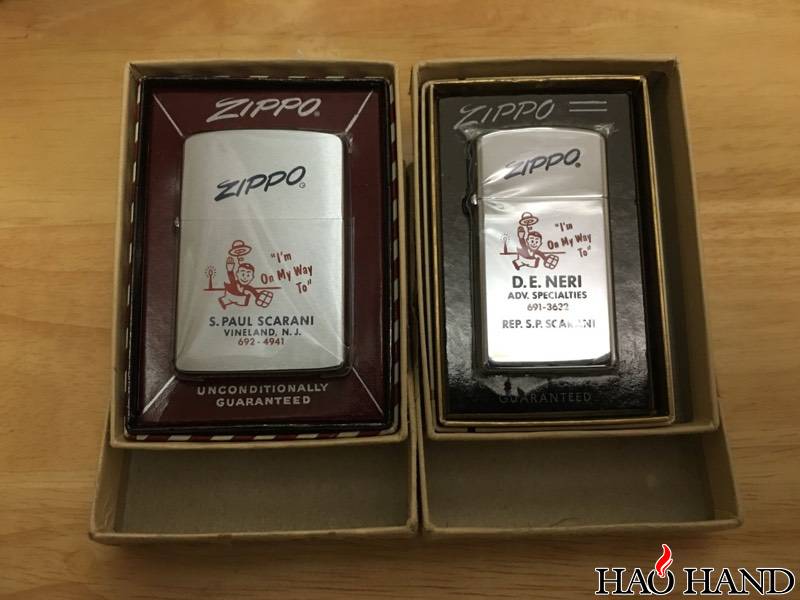 ZIPPO®
ZIPPO
"I'm
On My Way
To"
S. PAUL SCARANI
VINELAND, N. J.
692-4941
UNCONDITIONALLY
GUARANTEED
ZIPPO
ZIPPO
"I'm
On My Way
To"
D. E. NERI
ADV. SPECIALTIES
691-3622
REP. S.P. SCARANI
GUARANTEED
HAO HAND